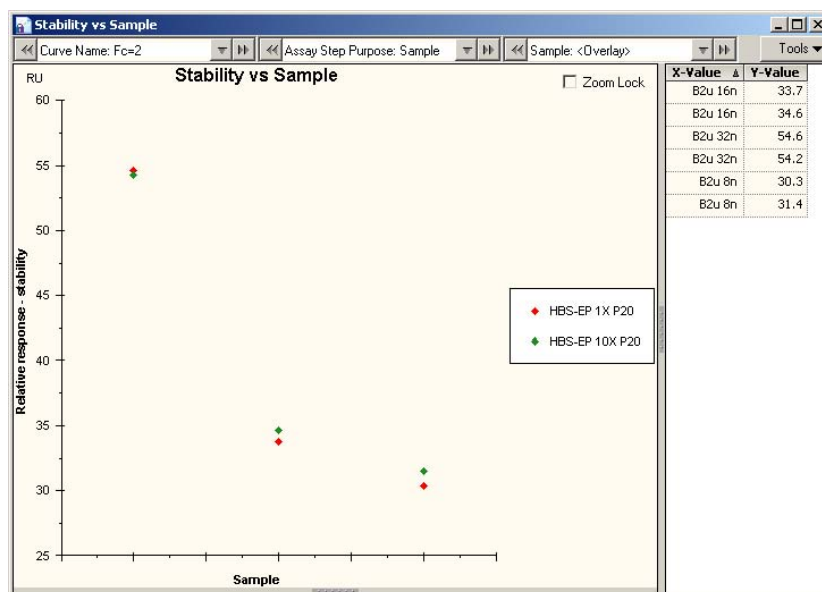 Stability vs Sample
Curve Name: Fc=2 Assay Step Purpose: Sample Sample: <Overlay> Tools
Stability vs Sample
RU
Zoom Lock
60
55
50
45
40
35
30
25
Relative response - stability
Sample
HBS-EP 1X P20
HBS-EP 10X P20
X-Value Y-Value
B2u 16n 33.7
B2u 16n 34.6
B2u 32n 54.6
B2u 32n 54.2
B2u 8n 30.3
B2u 8n 31.4